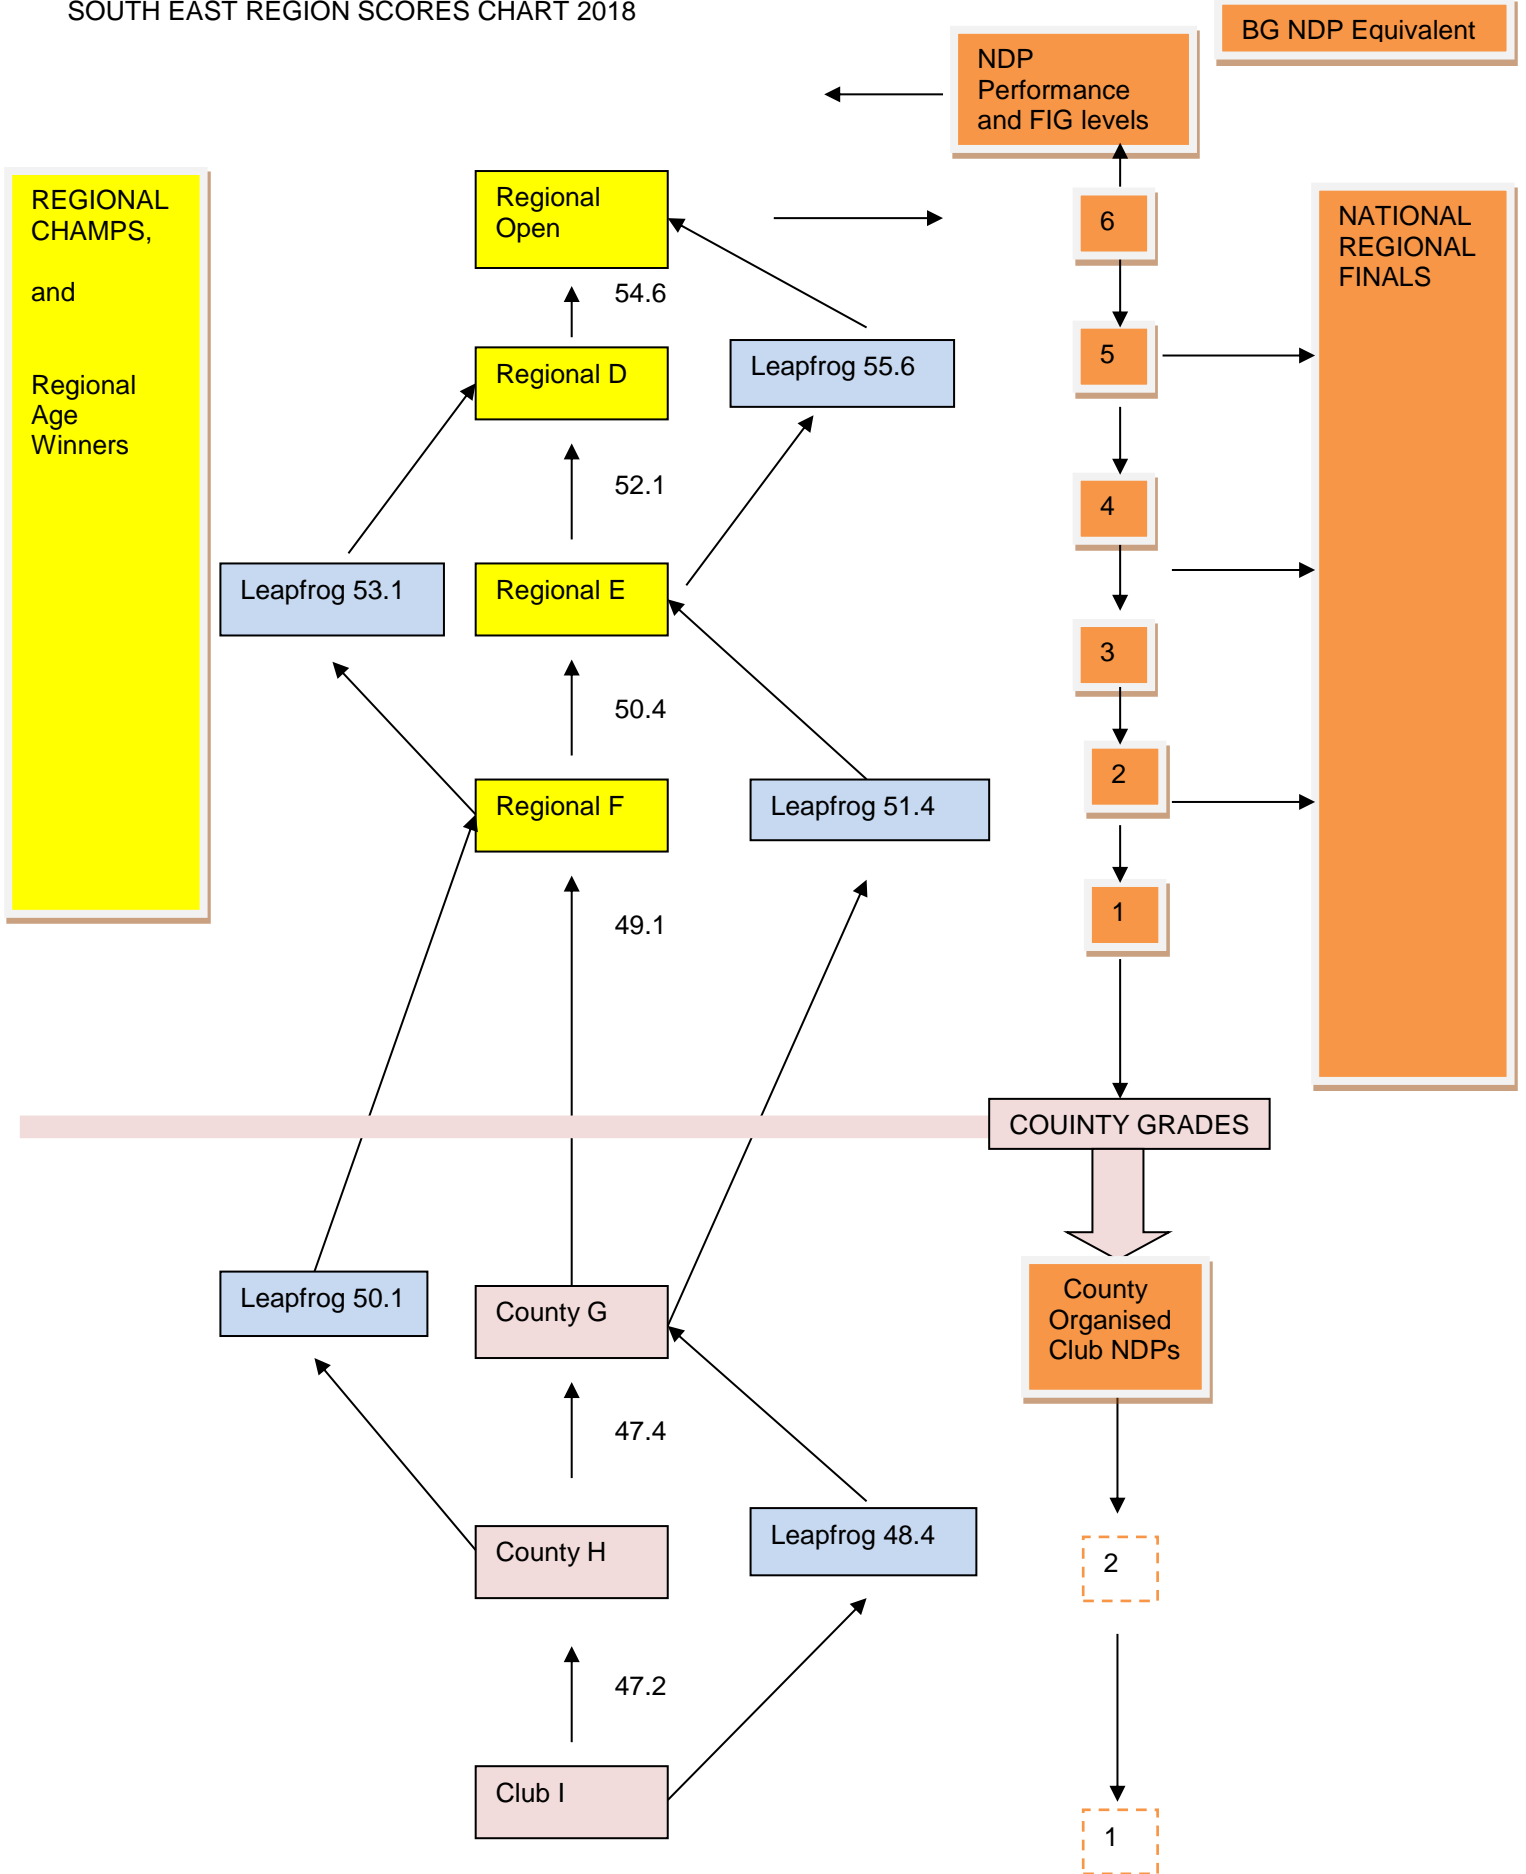 SOUTH EAST REGION SCORES CHART 2018
BG NDP Equivalent
NDP
Performance
and FIG levels
REGIONAL
CHAMPS,
and
Regional
Age
Winners
Regional
Open
6
NATIONAL
REGIONAL
FINALS
54.6
Regional D
Leapfrog 55.6
5
52.1
4
Leapfrog 53.1
Regional E
3
50.4
2
Regional F
Leapfrog 51.4
1
49.1
COUINTY GRADES
Leapfrog 50.1
County G
County
Organised
Club NDPs
47.4
County H
Leapfrog 48.4
2
47.2
Club I
1